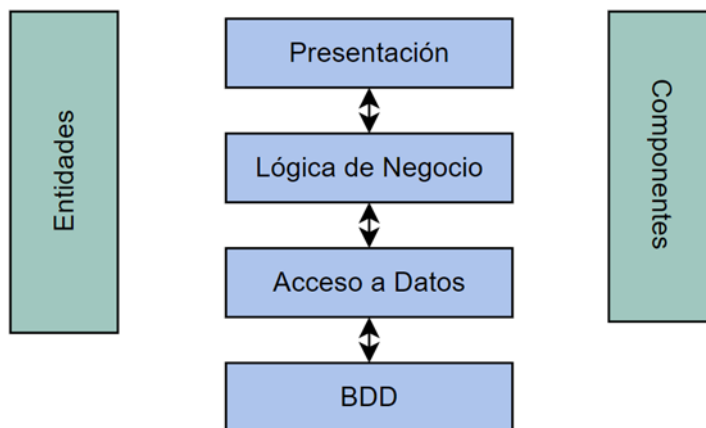 Entidades
Presentación
Lógica de Negocio
Acceso a Datos
BDD
Componentes